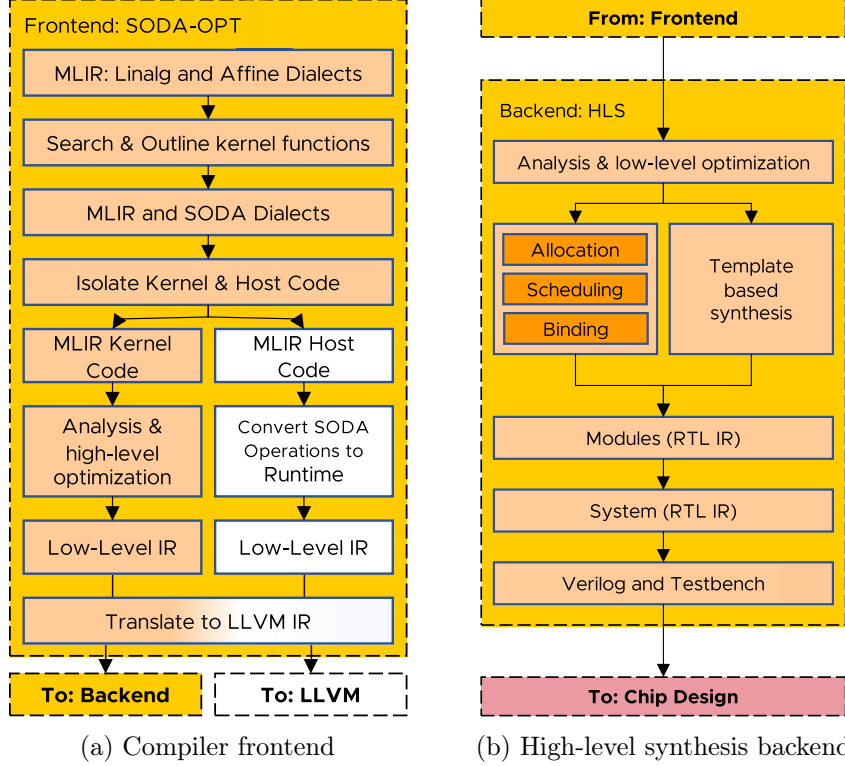 Frontend: SODA-OPT
MLIR: Linalg and Affine Dialects
Search & Outline kernel functions
MLIR and SODA Dialects
Isolate Kernel & Host Code
MLIR Kernel
Code
MLIR Host
Code
Analysis &
high-level
optimization
Convert SODA
Operations to
Runtime
Low-Level IR
Low-Level IR
Translate to LLVM IR
To: Backend
To: LLVM
(a) Compiler frontend
From: Frontend
Backend: HLS
Analysis & low-level optimization
Allocation
Scheduling
Binding
Template
based
synthesis
Modules (RTL IR)
System (RTL IR)
Verilog and Testbench
To: Chip Design
(b) High-level synthesis backend